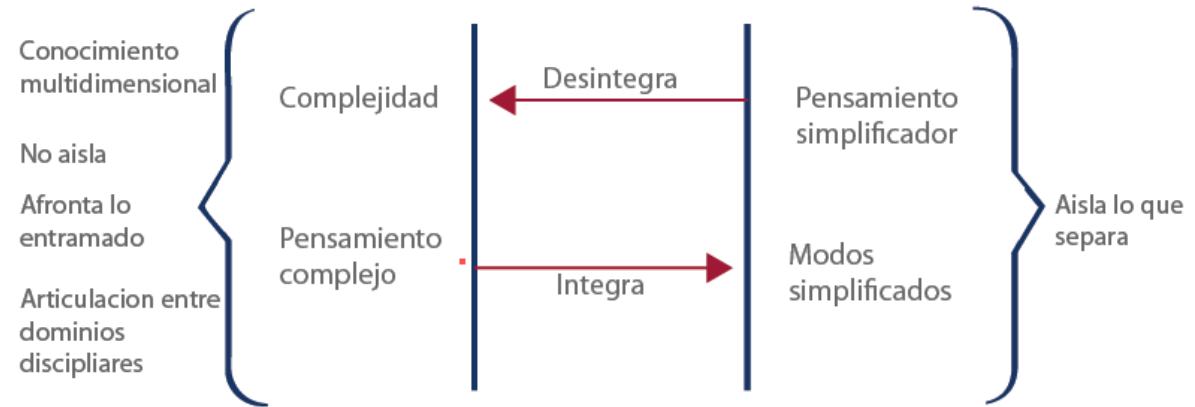 Conocimiento
multidimensional
No aisla
Afronta lo
entramado
Articulacion entre
dominios
discipliares
Complejidad
Pensamiento
complejo
Desintegra
Integra
Pensamiento
simplificador
Modos
simplificados
Aisla lo que
separa